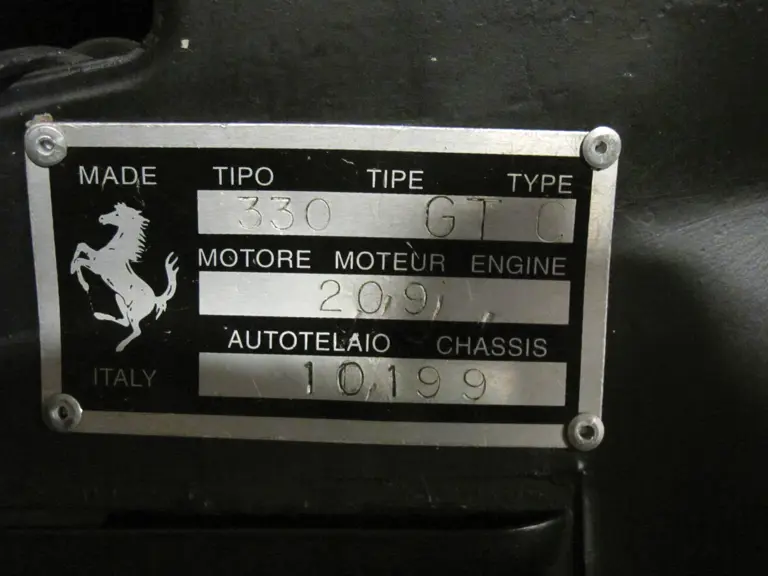 MADE
TIPO TIPE TYPE
330 GT C
MOTORE MOTEUR ENGINE
209
AUTOTELAIO CHASSIS
10199
ITALY